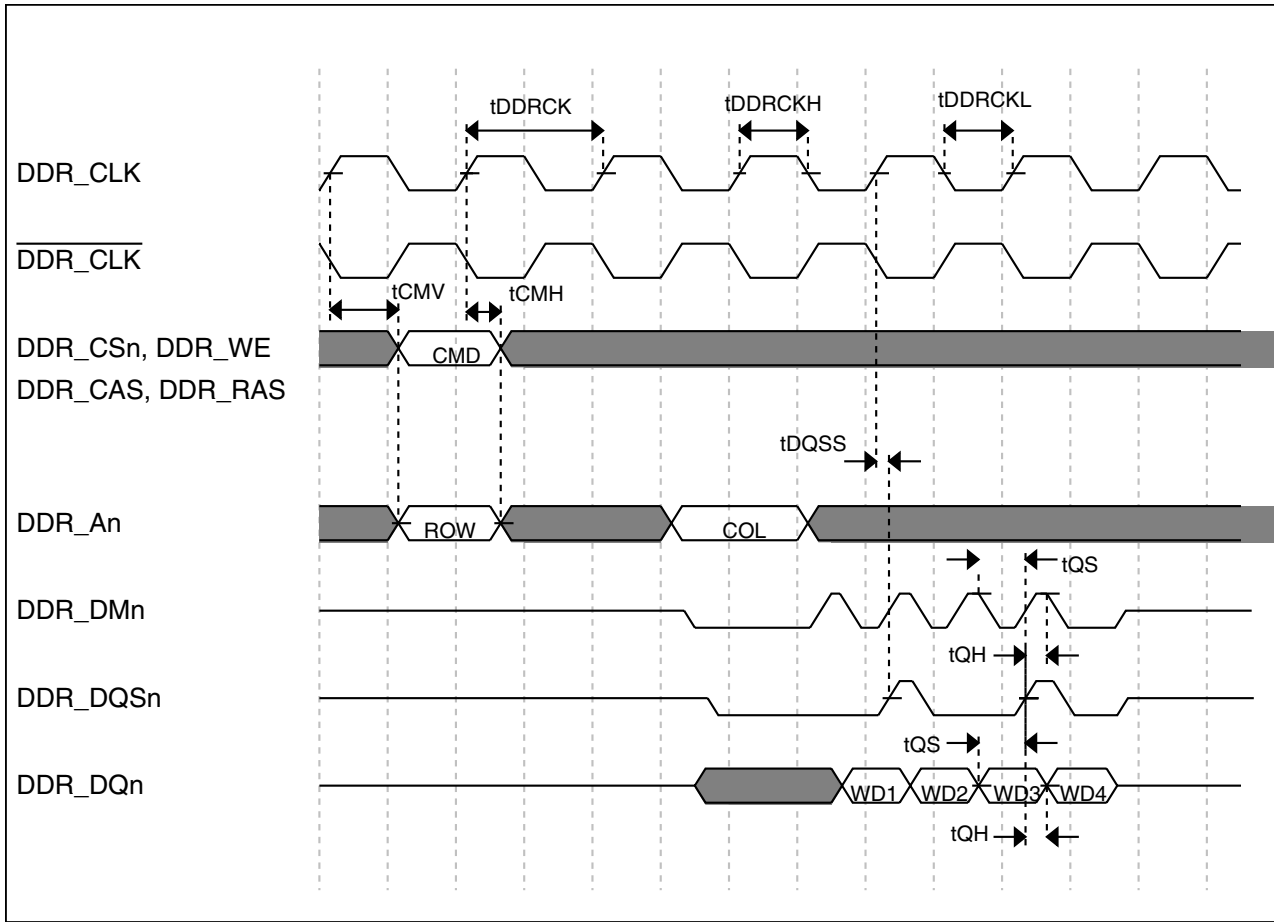 tDDRCK
tDDRCKH
tDDRCKL
DDR_CLK
DDR_CLK
tCMV
tCMH
DDR_CSn, DDR_WE
CMD
DDR_CAS, DDR_RAS
tDQSS
DDR_An
ROW
COL
tQS
DDR_DMn
tQH
DDR_DQSn
tQS
DDR_DQn
WD1
WD2
WD3
WD4
tQH